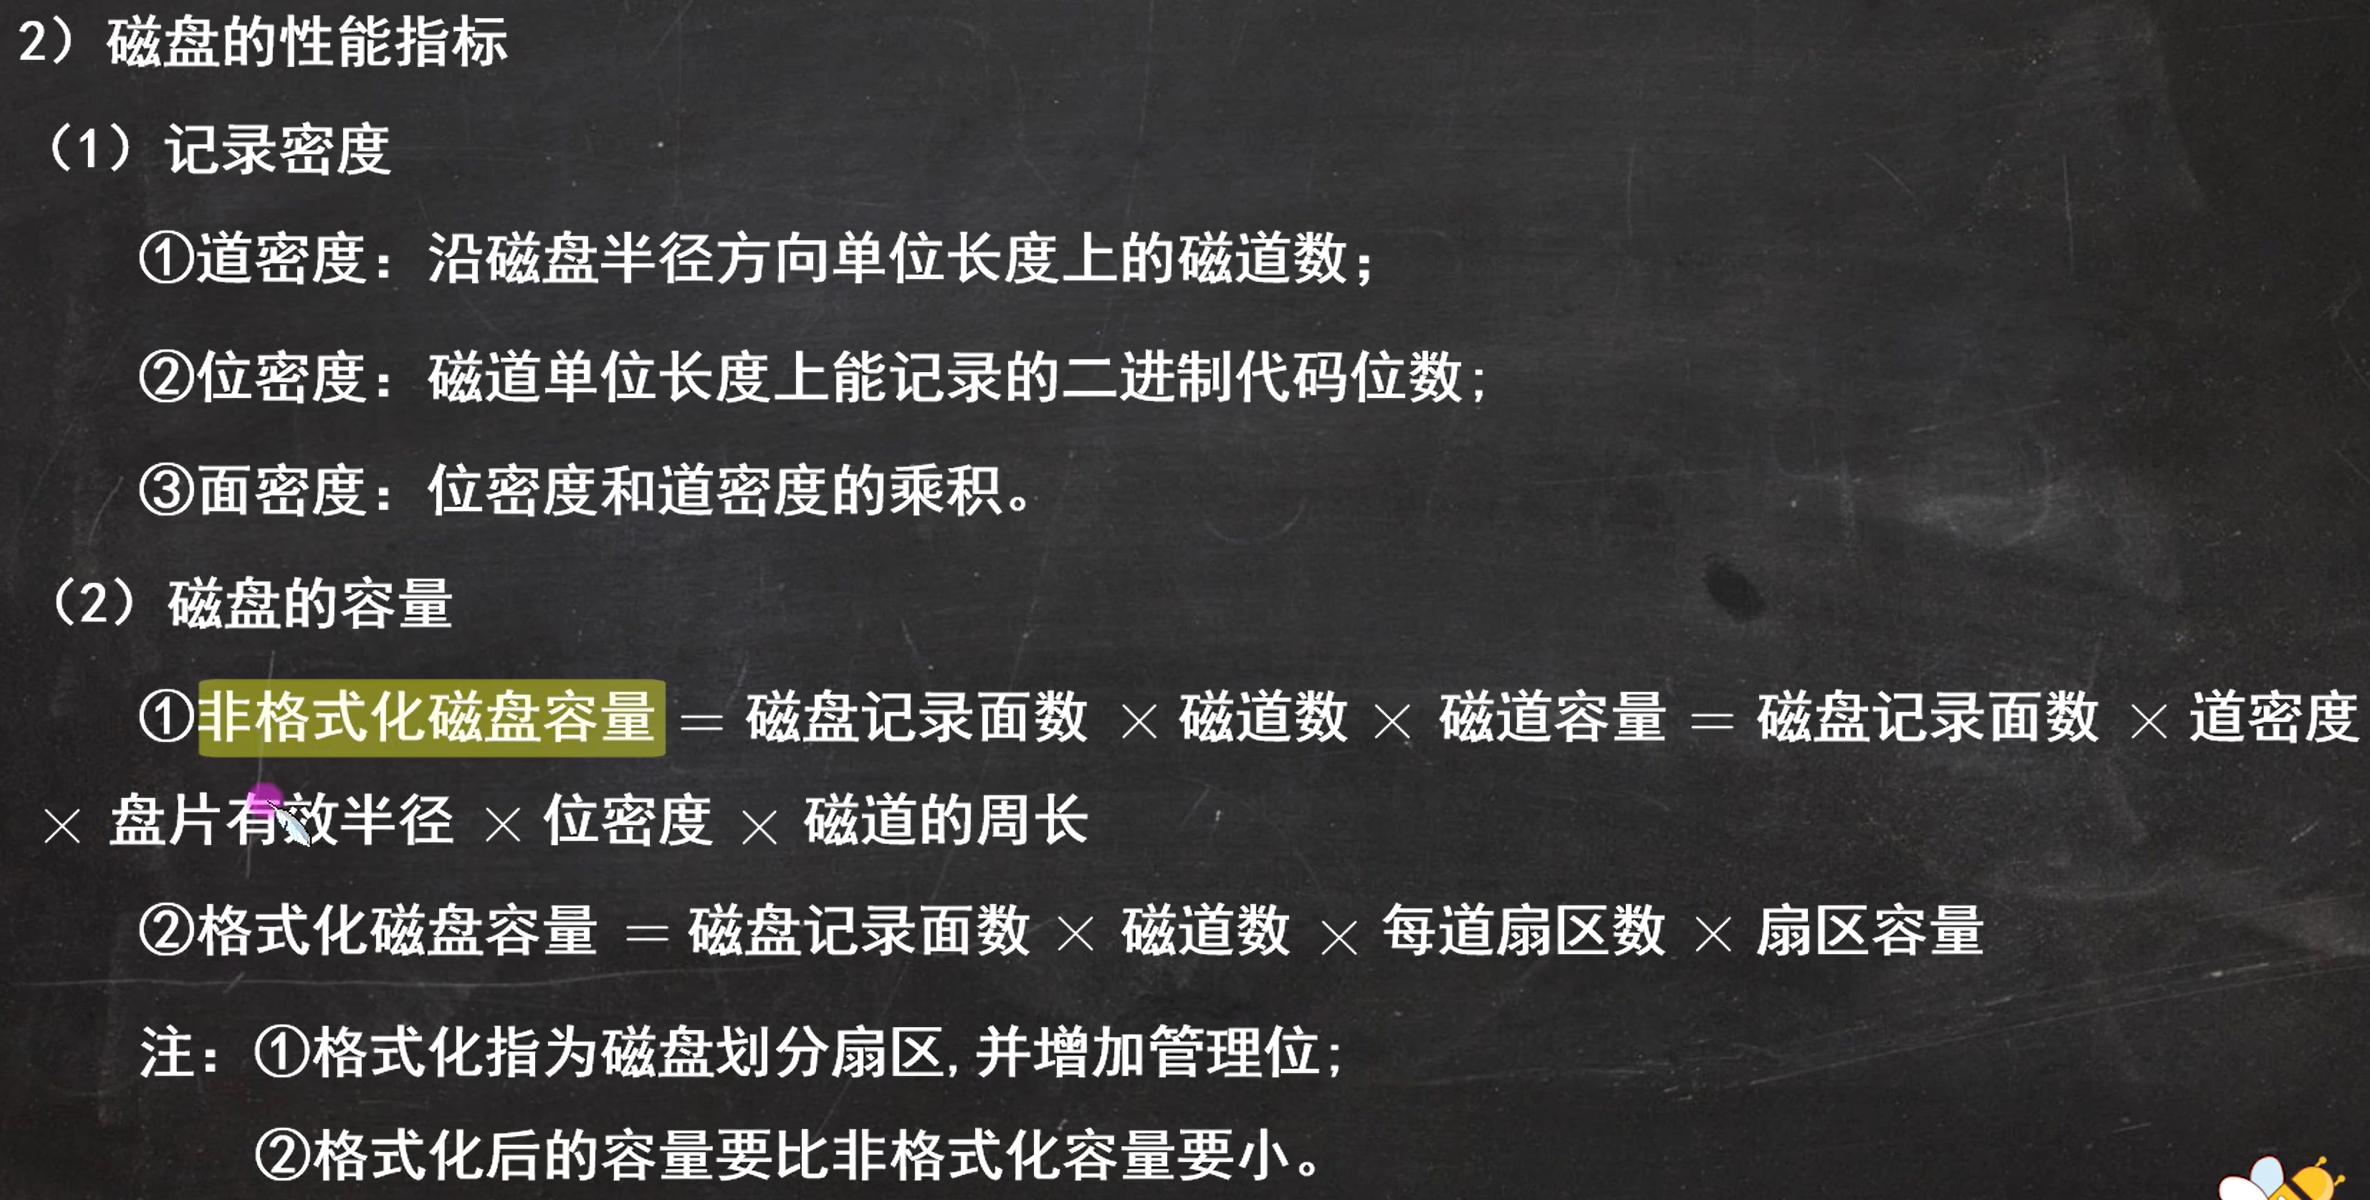 2）磁盘的性能指标
（1）记录密度
①道密度：沿磁盘半径方向单位长度上的磁道数；
②位密度：磁道单位长度上能记录的二进制代码位数；
③面密度：位密度和道密度的乘积。
（2）磁盘的容量
①非格式化磁盘容量 = 磁盘记录面数 × 磁道数 × 磁道容量 = 磁盘记录面数 × 道密度
× 盘片有效半径 × 位密度 × 磁道的周长
②格式化磁盘容量 = 磁盘记录面数 × 磁道数 × 每道扇区数 × 扇区容量
注：①格式化指为磁盘划分扇区,并增加管理位；
②格式化后的容量要比非格式化容量要小。